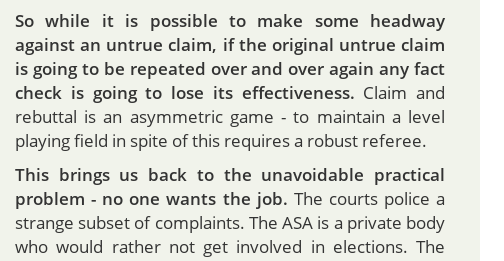 So while it is possible to make some headway
against an untrue claim, if the original untrue claim
is going to be repeated over and over again any fact
check is going to lose its effectiveness. Claim and
rebuttal is an asymmetric game - to maintain a level
playing field in spite of this requires a robust referee.
This brings us back to the unavoidable practical
problem - no one wants the job. The courts police a
strange subset of complaints. The ASA is a private body
who would rather not get involved in elections. The